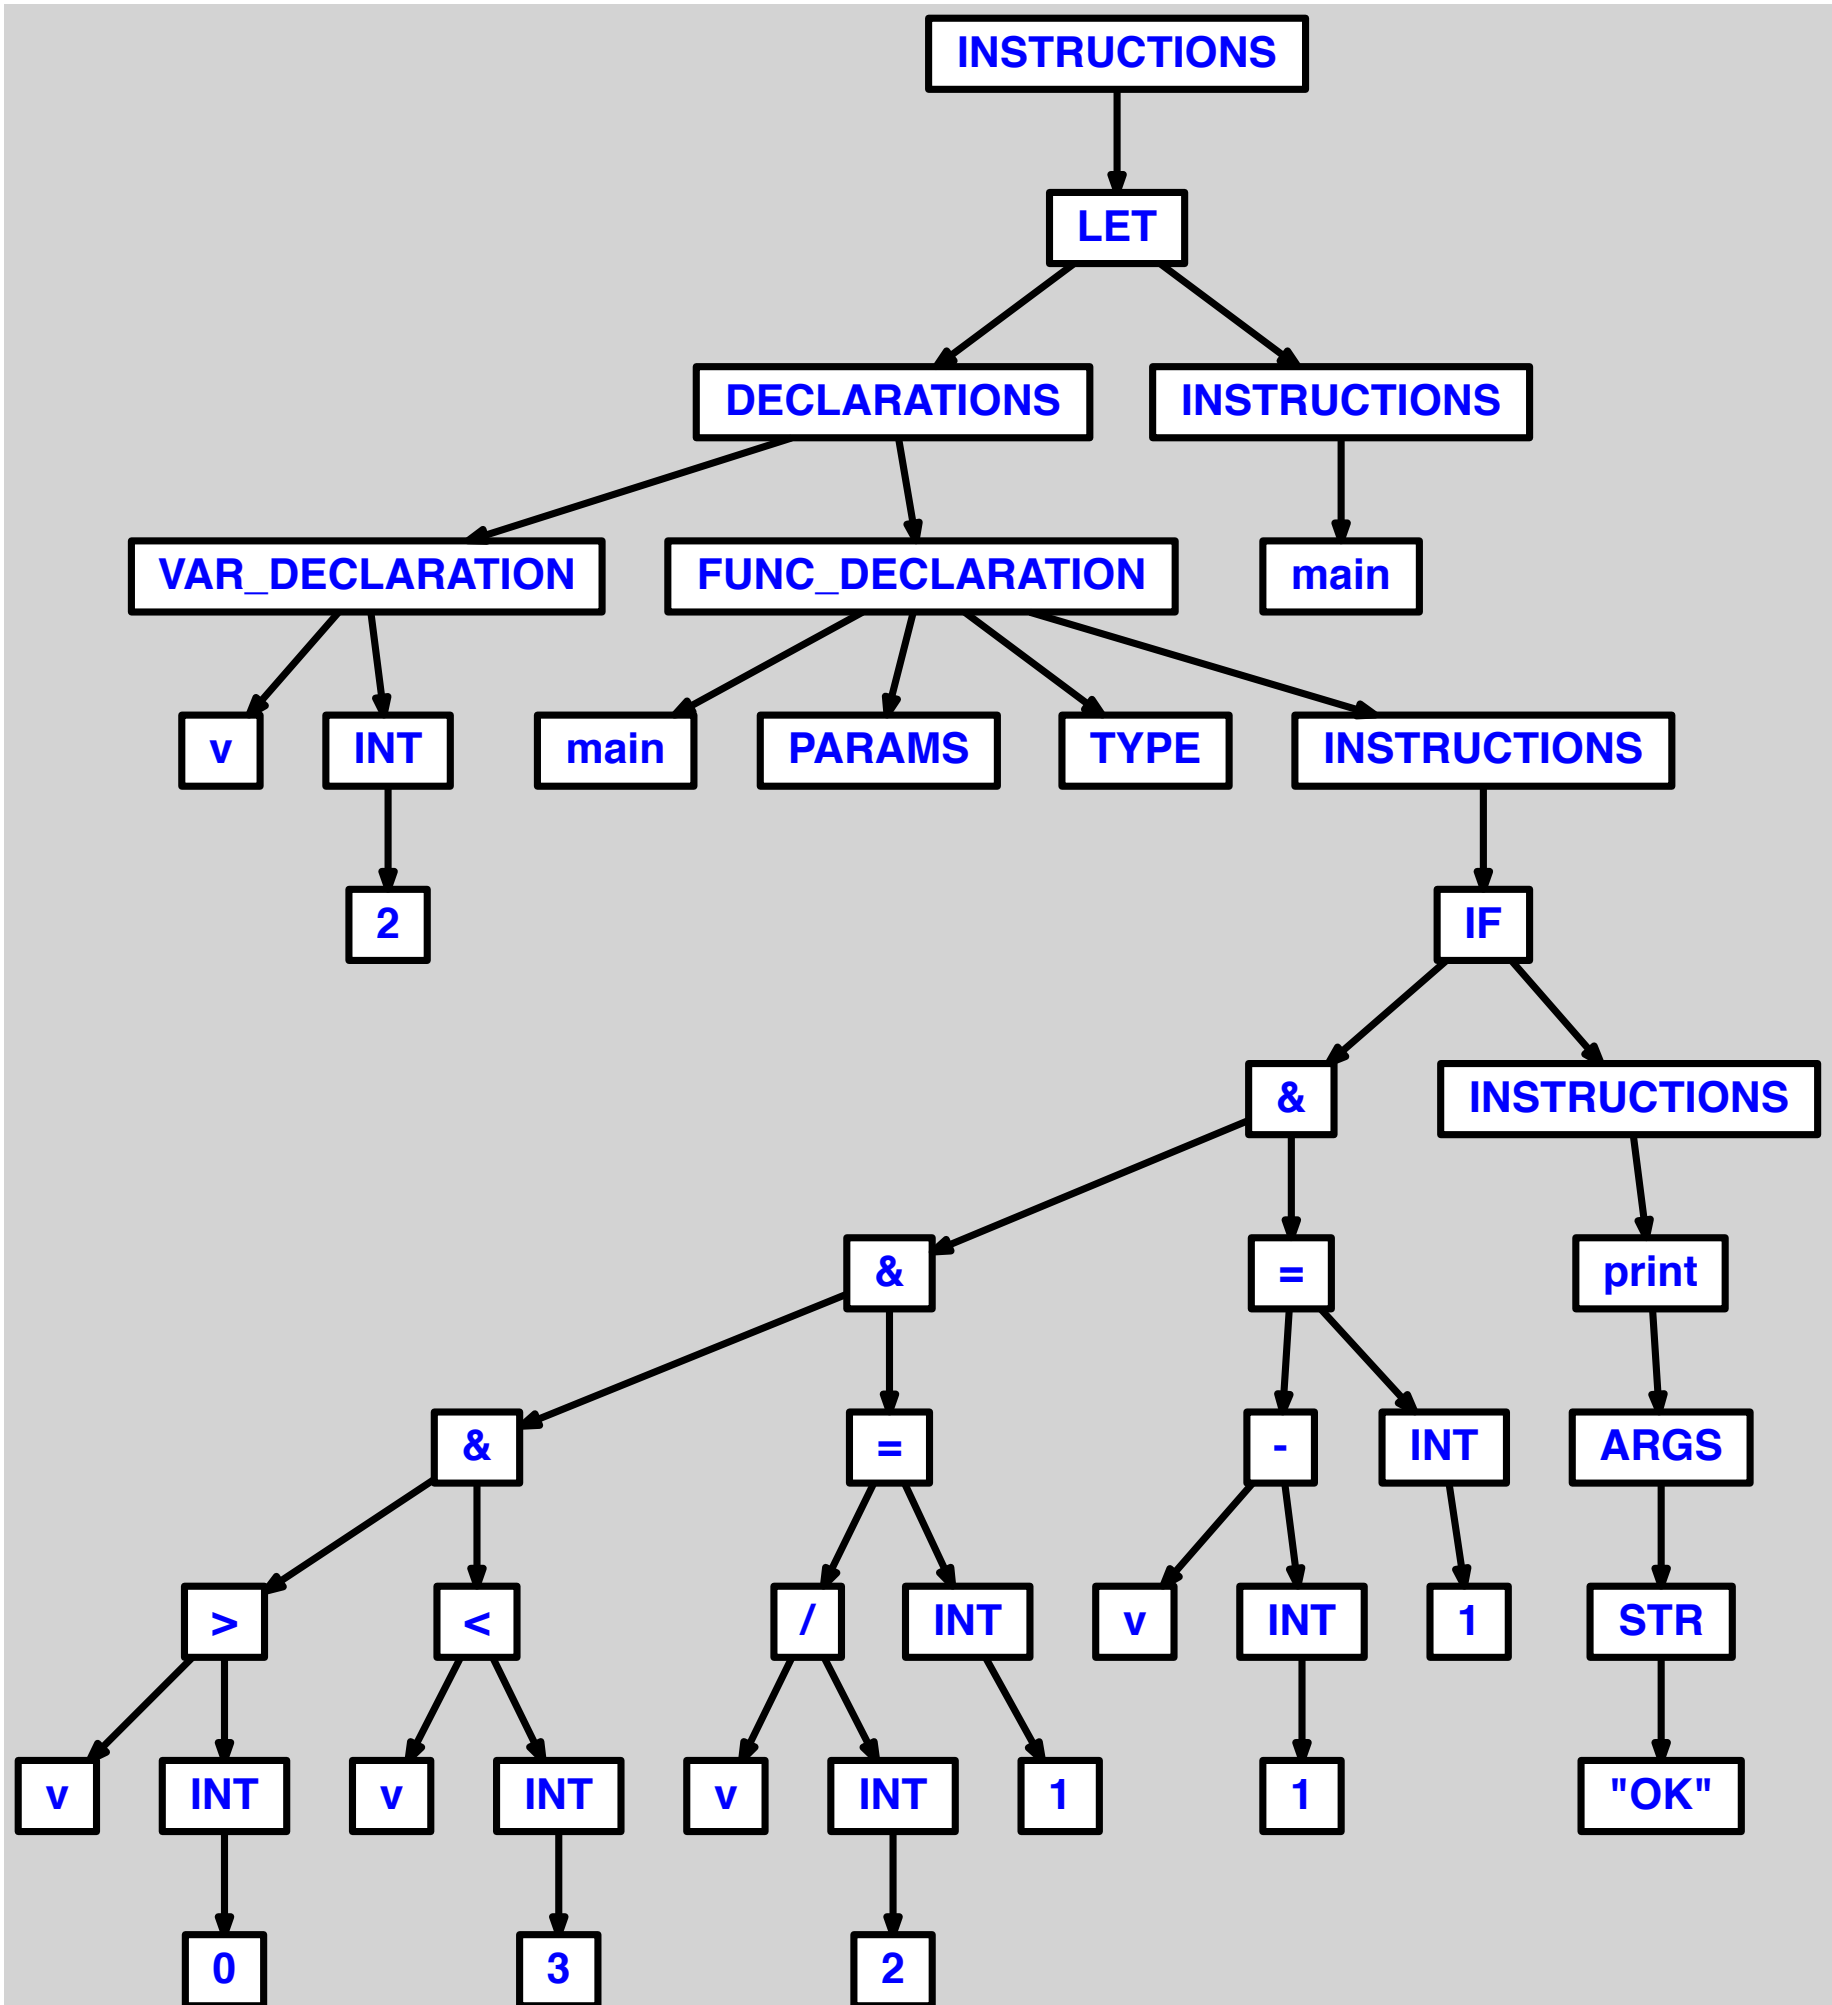 INSTRUCTIONS
LET
DECLARATIONS INSTRUCTIONS
VAR_DECLARATION FUNC_DECLARATION main
v INT main PARAMS TYPE INSTRUCTIONS
2 IF
& INSTRUCTIONS
& = print
& = - INT ARGS
> < / INT v INT 1 STR
v INT v INT v INT 1 1 "OK"
0 3 2